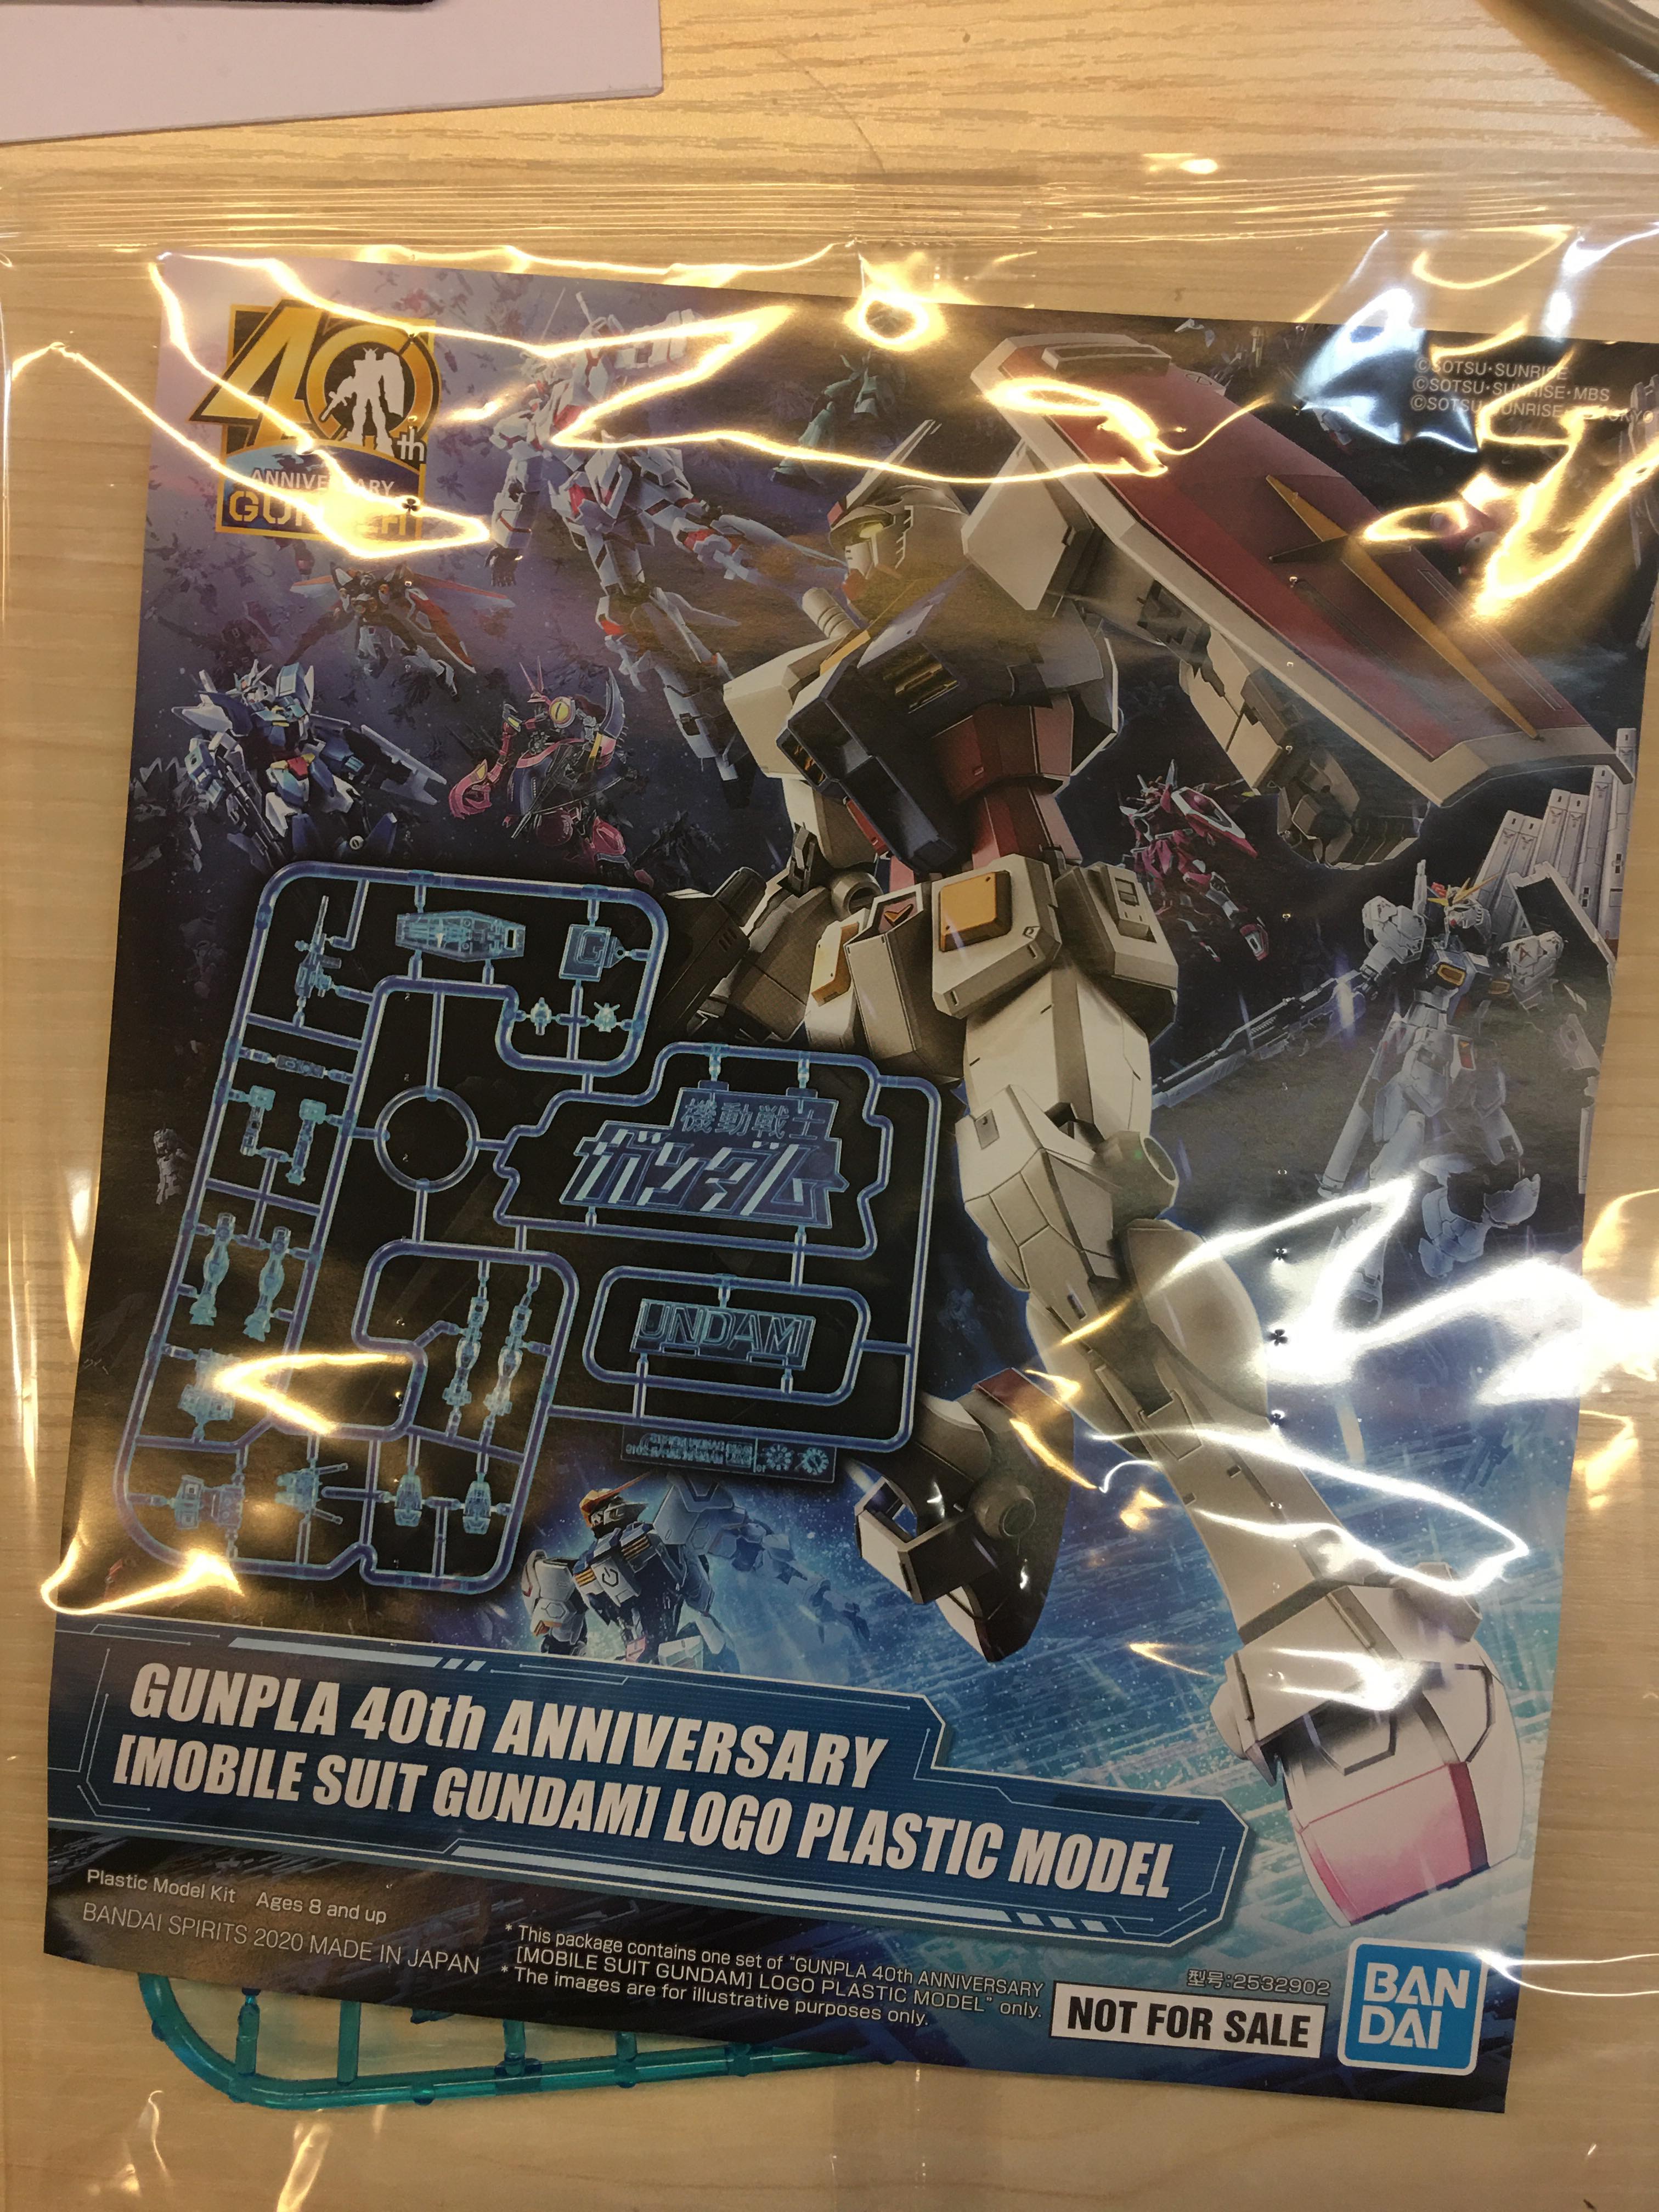 40th
ANNIVERSARY
©SOTSU・SUNRISE
©SOTSU・SUNRISE・MBS
©SOTSU・SUNRISE
G
機動戦士
ガンダム
UNDAM
GUNPLA 40th ANNIVERSARY
[MOBILE SUIT GUNDAM] LOGO PLASTIC MODEL
Plastic Model Kit Ages 8 and up
BANDAI SPIRITS 2020 MADE IN JAPAN
* This package contains one set of “GUNPLA 40th ANNIVERSARY
[MOBILE SUIT GUNDAM] LOGO PLASTIC MODEL” only.
* The images are for illustrative purposes only.
型号:2532902
NOT FOR SALE
BAN
DAI